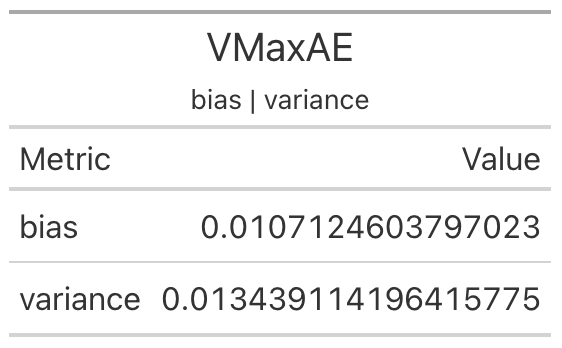 VMaxAE
bias | variance
Metric Value
bias 0.0107124603797023
variance 0.013439114196415775